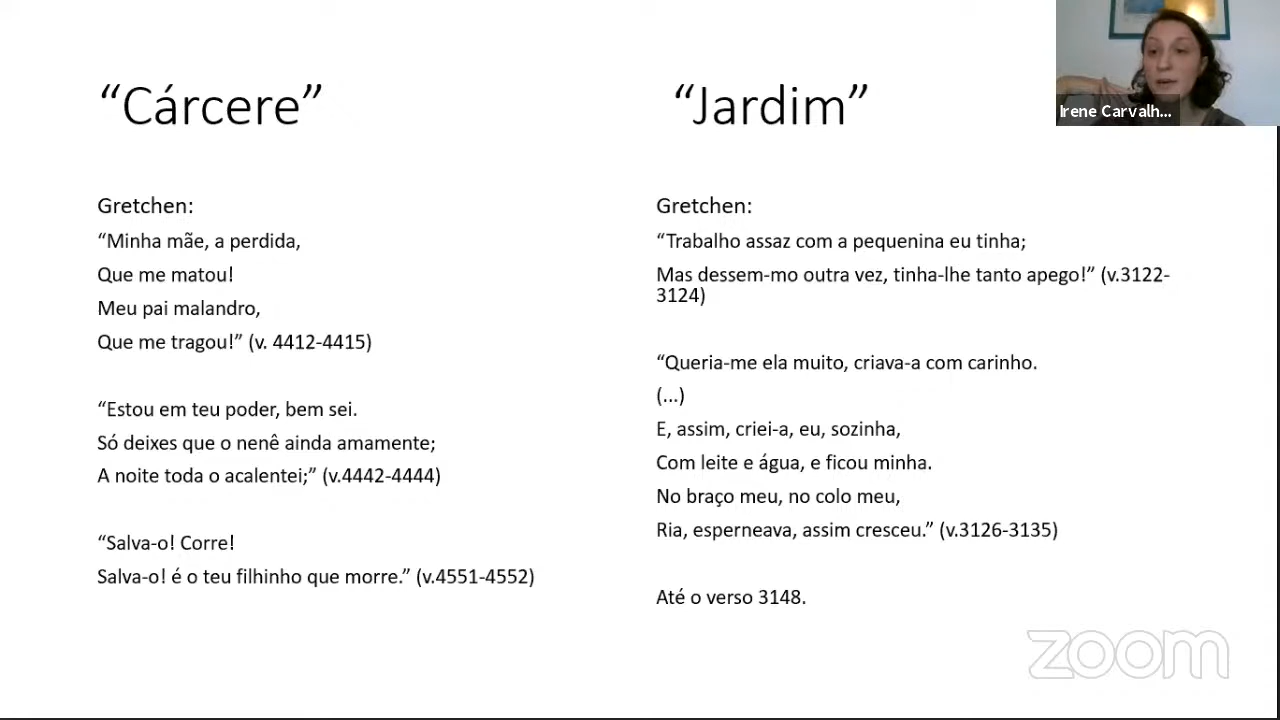 “Cárcere”
Gretchen:
“Minha mãe, a perdida,
Que me matou!
Meu pai malandro,
Que me tragou!” (v. 4412-4415)
“Estou em teu poder, bem sei.
Só deixes que o nenê ainda amamente;
A noite toda o acalentei;” (v.4442-4444)
“Salva-o! Corre!
Salva-o! é o teu filhinho que morre.” (v.4551-4552)
“Jardim”
Gretchen:
“Trabalho assaz com a pequenina eu tinha;
Mas dessem-mo outra vez, tinha-lhe tanto apego!” (v.3122-
3124)
“Queria-me ela muito, criava-a com carinho.
(...)
E, assim, criei-a, eu, sozinha,
Com leite e água, e ficou minha.
No braço meu, no colo meu,
Ria, esperneava, assim cresceu.” (v.3126-3135)
Até o verso 3148.
Irene Carvalh...
zoom